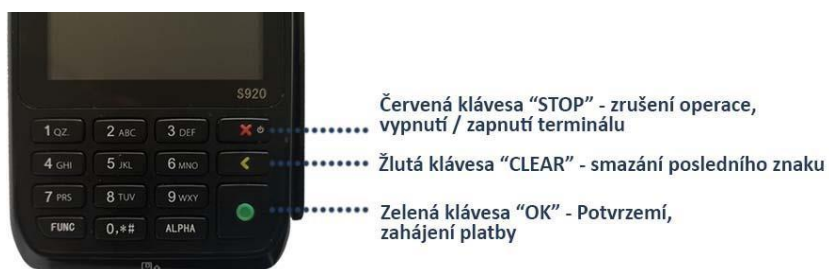 S920
1 QZ. 2 ABC 3 DEF
4 GHI 5 JKL 6 MNO
7 PRS 8 TUV 9 WXY
FUNC 0,*# ALPHA
Červená klávesa “STOP” - zrušení operace,
vypnutí / zapnutí terminálu
Žlutá klávesa “CLEAR” - smazání posledního znaku
Zelená klávesa “OK” - Potvrzemí,
zahájení platby